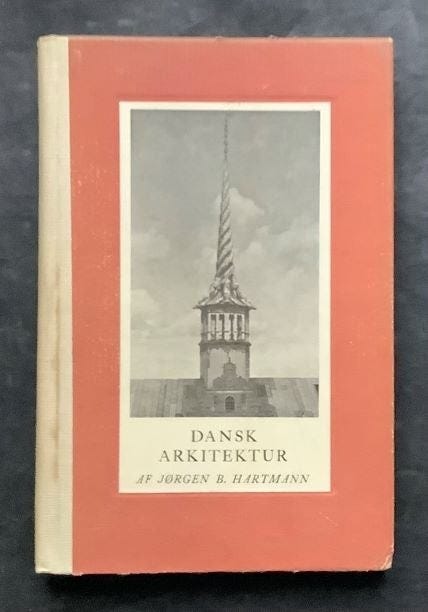 DANSK
ARKITEKTUR
AF JØRGEN B. HARTMANN